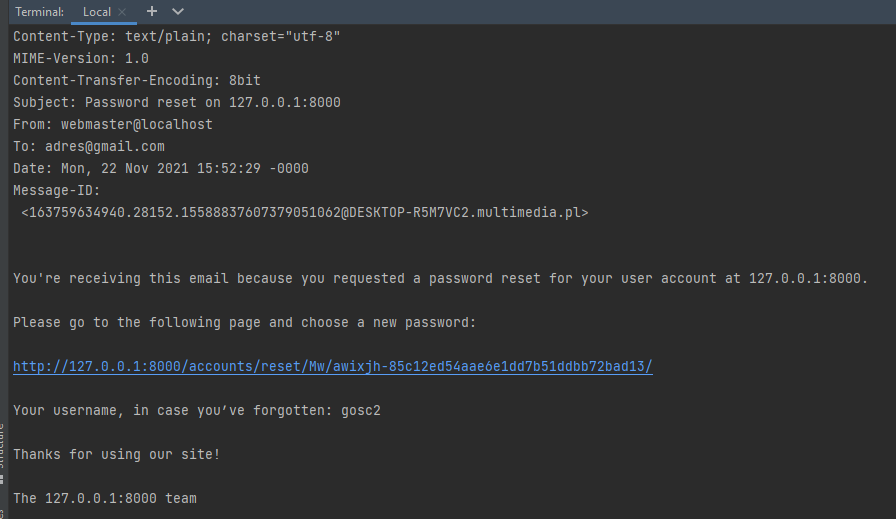 Terminal: Local × + ⌄
Content-Type: text/plain; charset="utf-8"
MIME-Version: 1.0
Content-Transfer-Encoding: 8bit
Subject: Password reset on 127.0.0.1:8000
From: webmaster@localhost
To: adres@gmail.com
Date: Mon, 22 Nov 2021 15:52:29 -0000
Message-ID:
<163759634940.28152.15588837607379051062@DESKTOP-R5M7VC2.multimedia.pl>
You're receiving this email because you requested a password reset for your user account at 127.0.0.1:8000.
Please go to the following page and choose a new password:
http://127.0.0.1:8000/accounts/reset/Mw/awixjh-85c12ed54aae6e1dd7b51ddbb72bad13/
Your username, in case you’ve forgotten: gosc2
Thanks for using our site!
The 127.0.0.1:8000 team
Structure